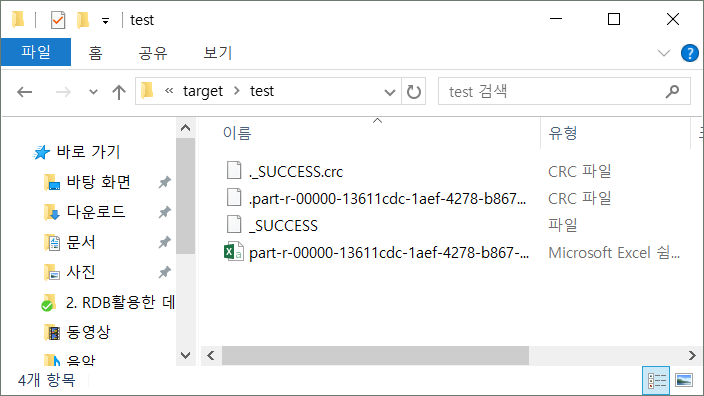 test
파일 홈 공유 보기
« target > test
test 검색
이름 유형
바로 가기
바탕 화면
다운로드
문서
사진
2. RDB활용한 데
동영상
음악
._SUCCESS.crc CRC 파일
.part-r-00000-13611cdc-1aef-4278-b867... CRC 파일
_SUCCESS 파일
part-r-00000-13611cdc-1aef-4278-b867-... Microsoft Excel 쉼...
4개 항목